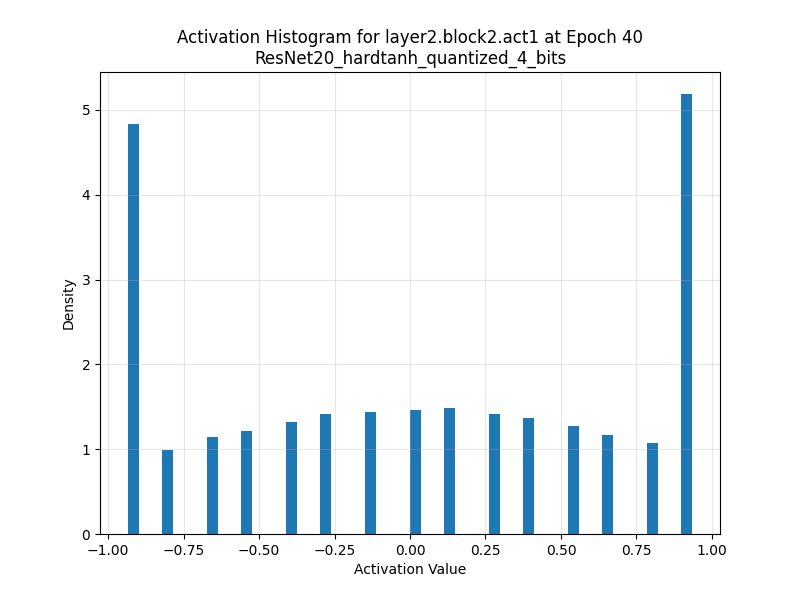 Activation Histogram for layer2.block2.act1 at Epoch 40
ResNet20_hardtanh_quantized_4_bits
Density
5
4
3
2
1
0
−1.00 −0.75 −0.50 −0.25 0.00 0.25 0.50 0.75 1.00
Activation Value